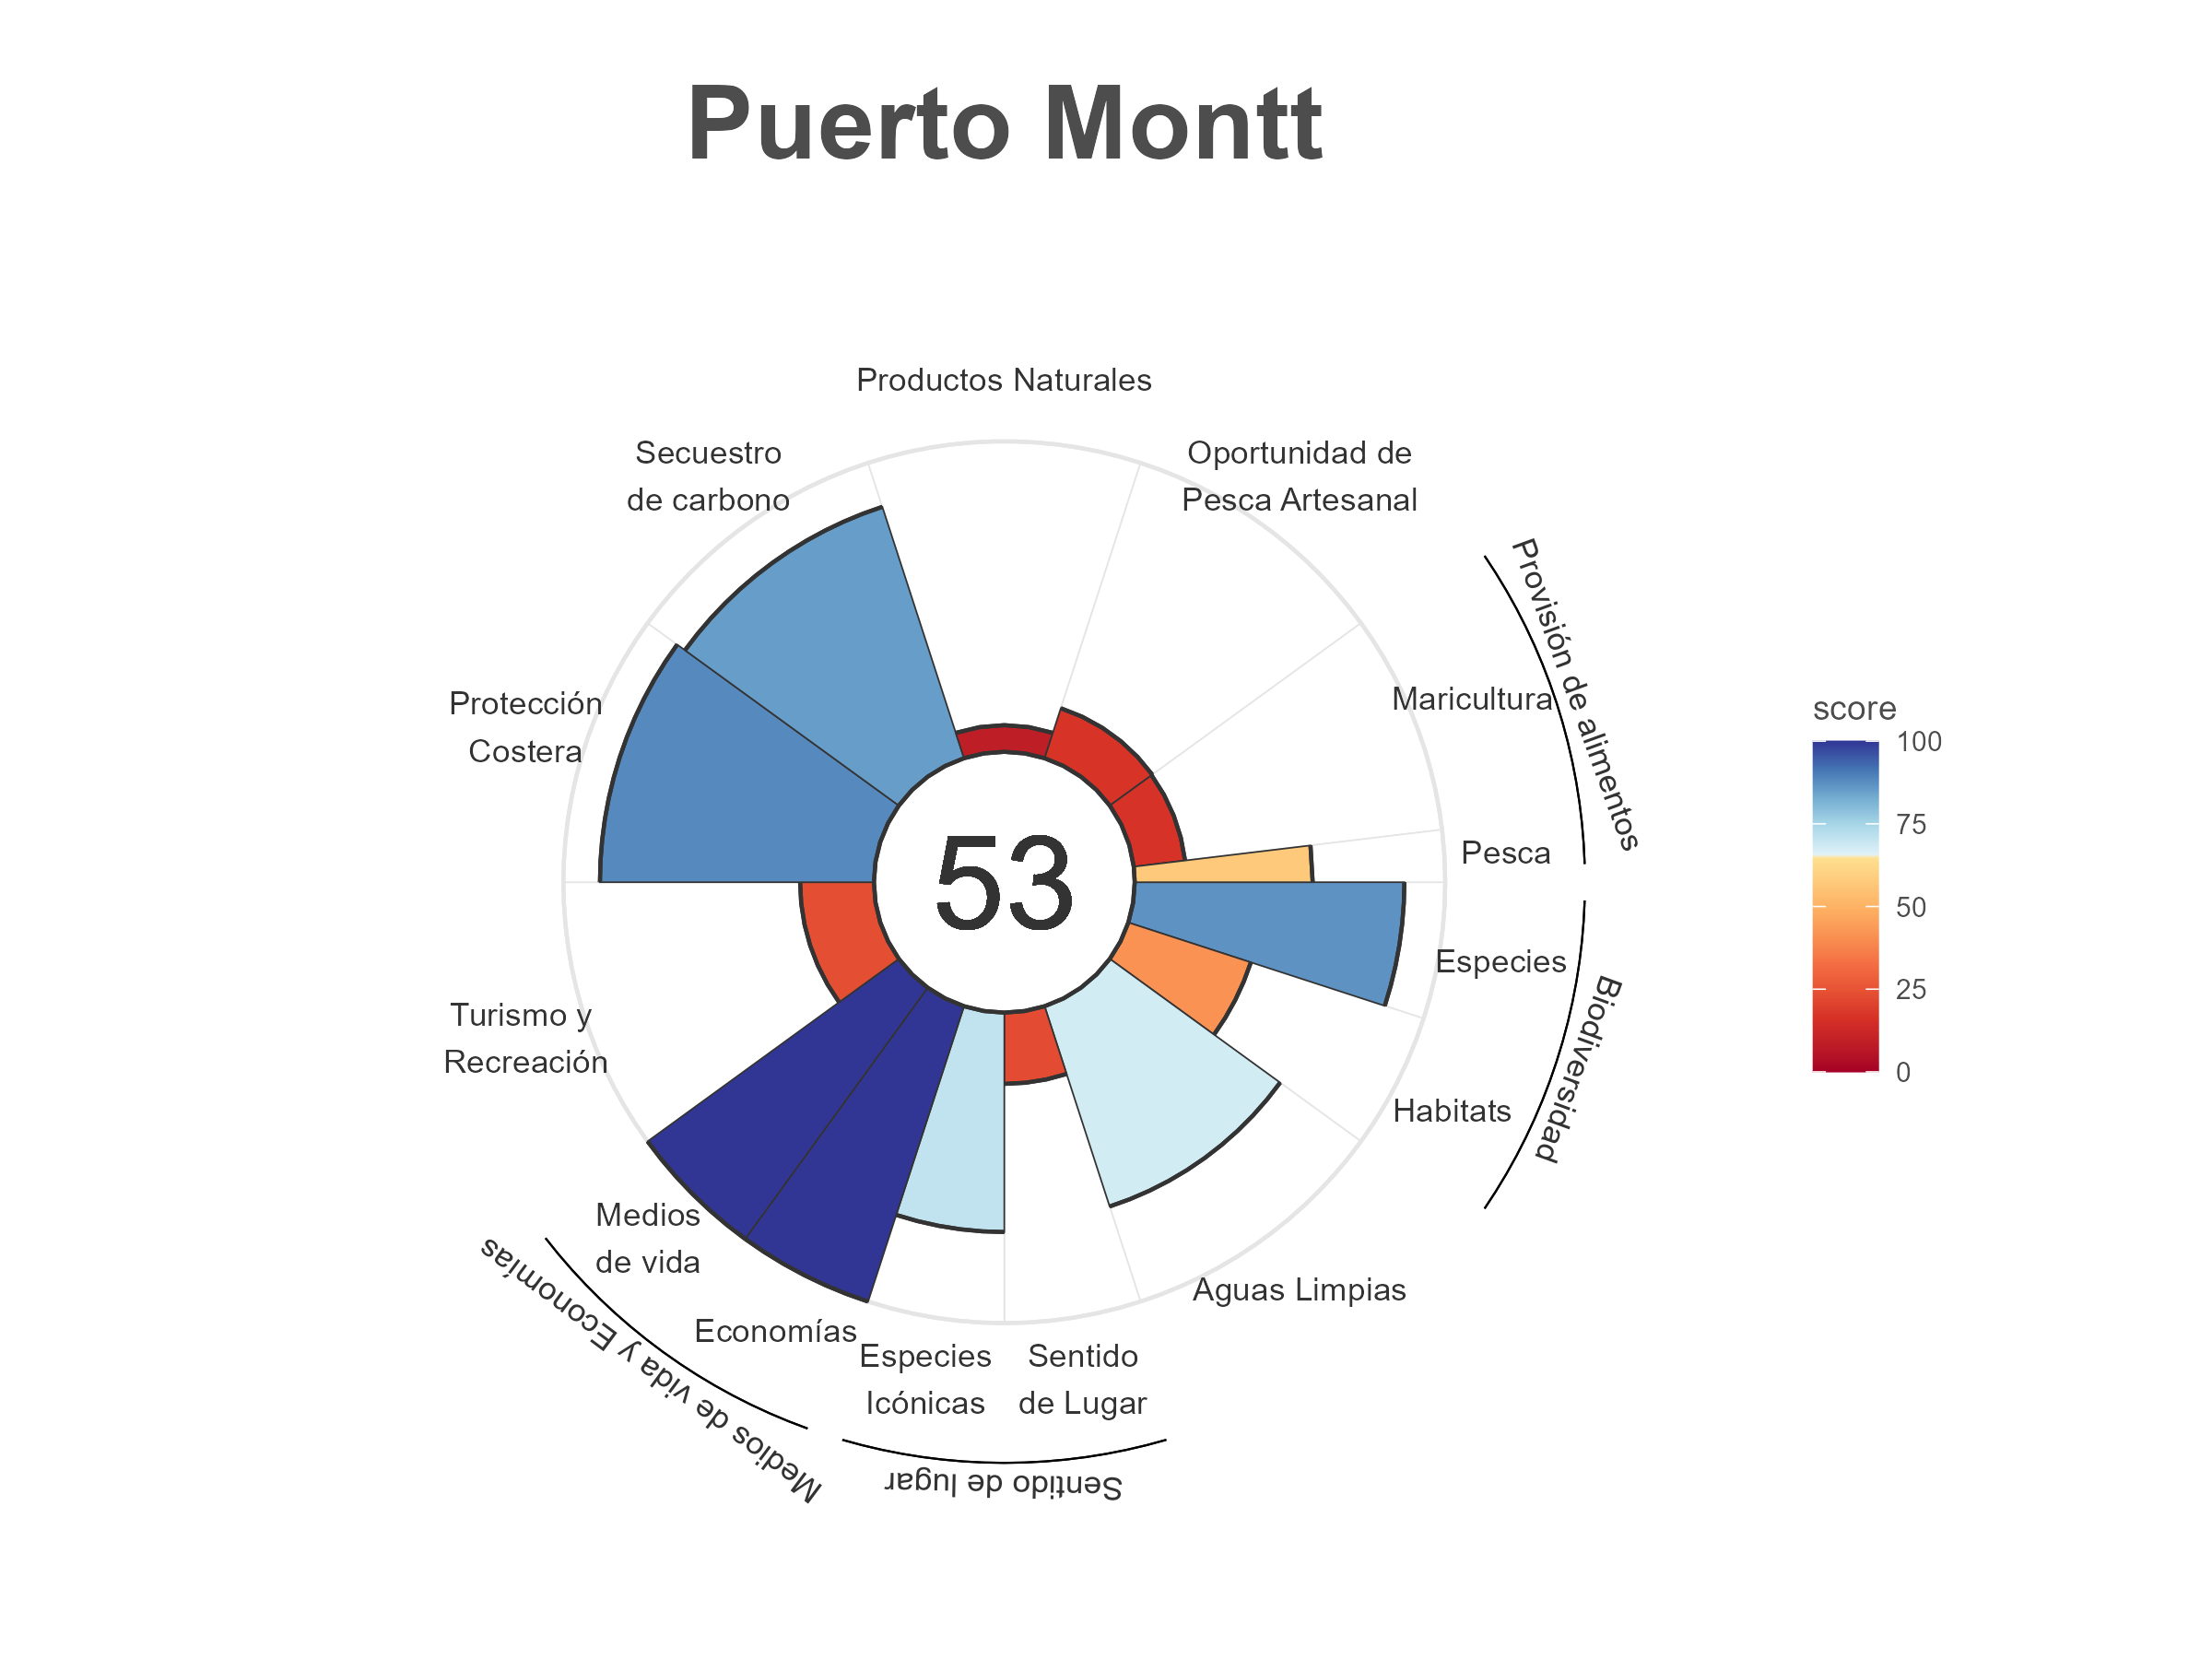 Puerto Montt
Productos Naturales
Secuestro
de carbono
Oportunidad de
Pesca Artesanal
Provisión de alimentos
Maricultura
Protección
Costera
Pesca
53
Especies
Biodiversidad
Habitats
Turismo y
Recreación
Medios
de vida
Economías
Aguas Limpias
Especies
Icónicas
Sentido
de Lugar
Medios de vida y Economías
Sentido de lugar
score
100
75
50
25
0